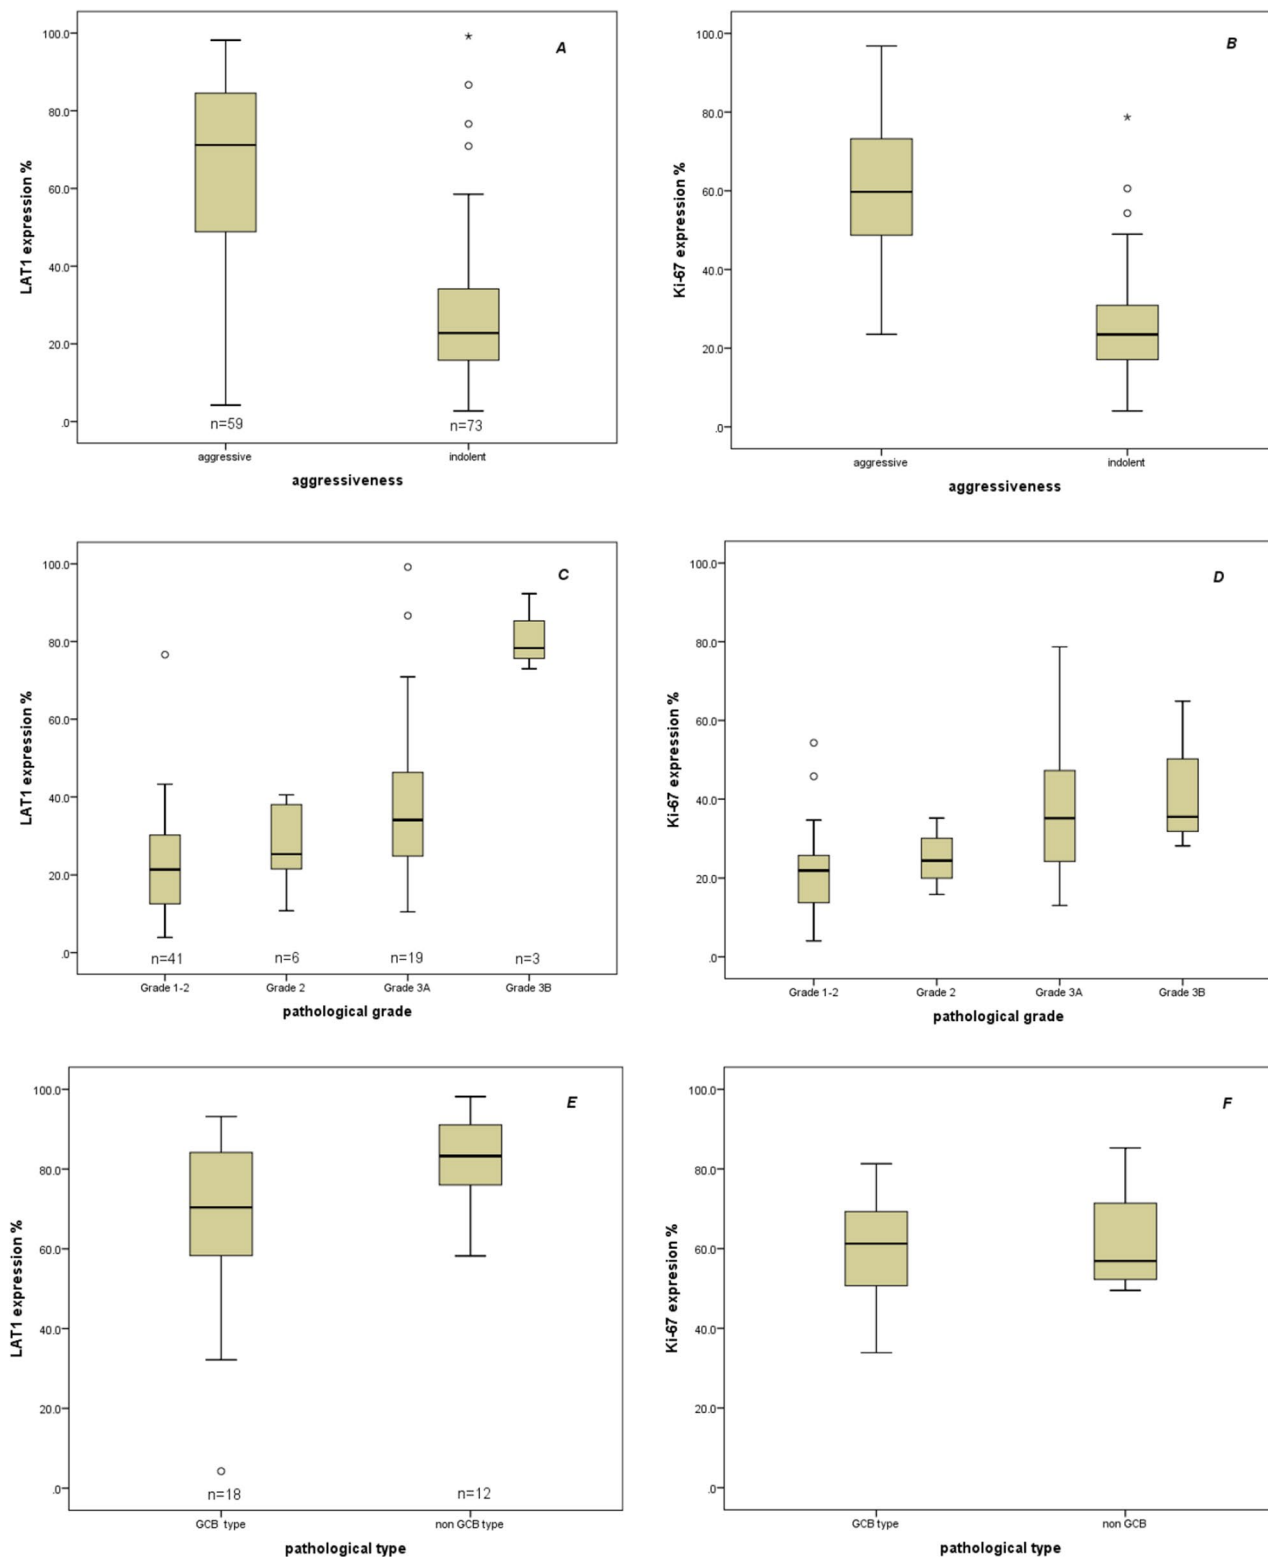 A
LAT1 expression %
100.0
80.0
60.0
40.0
20.0
.0
n=59
n=73
aggressive
indolent
aggressiveness
B
Ki-67 expression %
100.0
80.0
60.0
40.0
20.0
.0
aggressive
indolent
aggressiveness
C
LAT1 expression %
100.0
80.0
60.0
40.0
20.0
.0
n=41
n=6
n=19
n=3
Grade 1-2
Grade 2
Grade 3A
Grade 3B
pathological grade
D
Ki-67 expression %
100.0
80.0
60.0
40.0
20.0
.0
Grade 1-2
Grade 2
Grade 3A
Grade 3B
pathological grade
E
LAT1 expression %
100.0
80.0
60.0
40.0
20.0
.0
n=18
n=12
GCB type
non GCB type
pathological type
F
Ki-67 expresion %
100.0
80.0
60.0
40.0
20.0
.0
GCB type
non GCB
pathological type